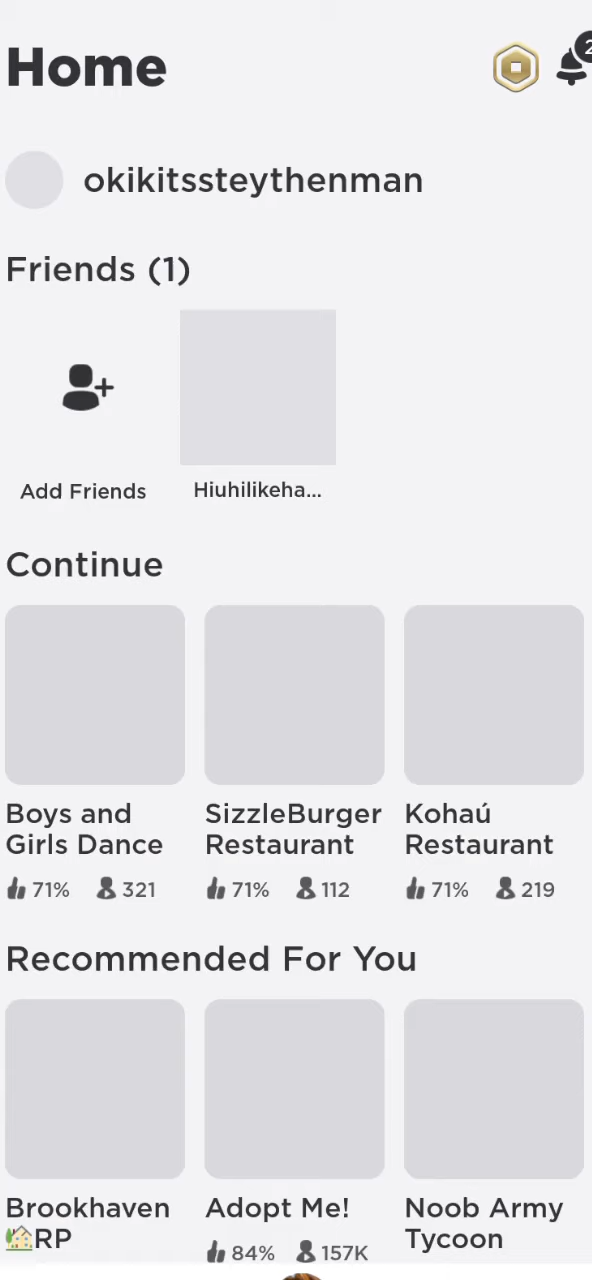 Home
2
okikitssteythenman
Friends (1)
Add Friends
Hiuhilikeha...
Continue
Boys and
Girls Dance
71% 321
SizzleBurger
Restaurant
71% 112
Kohaú
Restaurant
71% 219
Recommended For You
Brookhaven
🏡RP
Adopt Me!
84% 157K
Noob Army
Tycoon